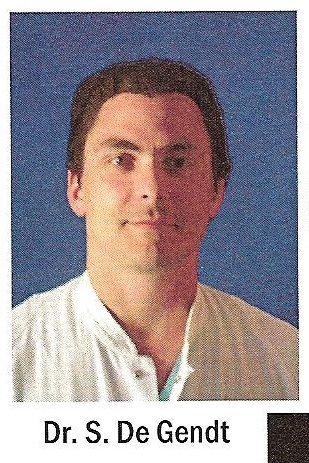 Dr. S. De Gendt